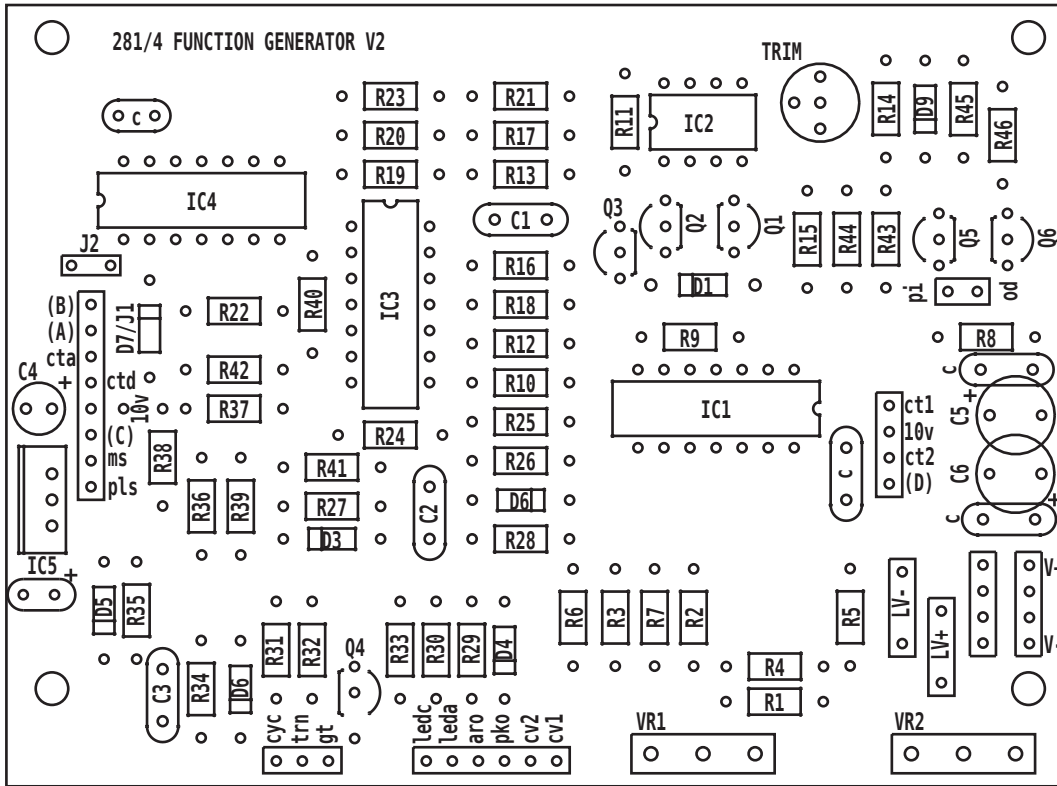 281/4 FUNCTION GENERATOR V2
TRIM
R23 R21 R14 D9 R45
C R11 IC2 R46
R20 R17
R19 R13
IC4
Q3 Q2 Q1 R15 R44 R43 Q5 Q6
C1
J2
R16
D1 pi od
(B) D7/J1 R22 R40 IC3 R18
(A)
cta R12 R9 R8
C4 + ctd R42 R10 C
10v R37 IC1 ct1 C5 +
R25 10v
(C) R38 R24
ms R41 R26 C ct2 C6
pls (D)
R36 R39 R27 D6 +
C2 C
D3 R28
IC5 + LV- V+
D5 R35 R6 R3 R7 R2 R5
R31 R32 Q4 R33 R30 R29 D4 LV+ V-
C3 R34 D6 R4
R1
cyc trn gt ledc leda aro pko cv2 cv1 VR1 VR2